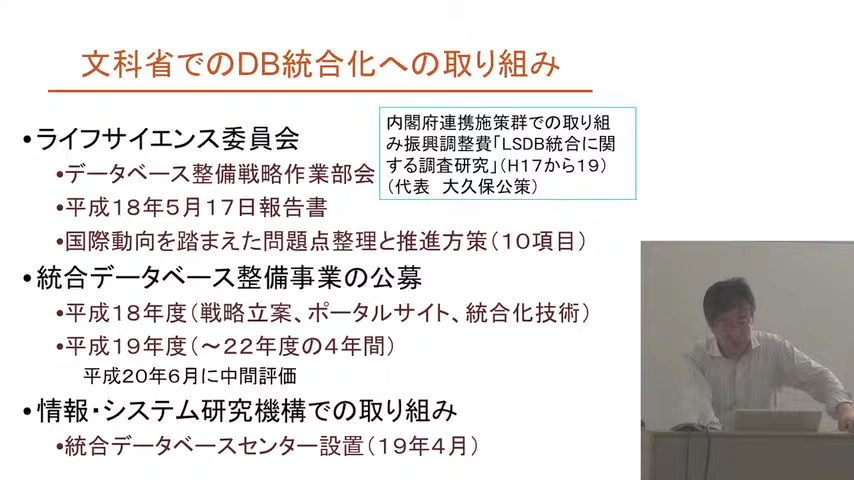 文科省でのDB統合化への取り組み
•ライフサイエンス委員会
•データベース整備戦略作業部会
•平成18年5月17日報告書
•国際動向を踏まえた問題点整理と推進方策（10項目）
内閣府連携施策群での取り組
み振興調整費「LSDB統合に関
する調査研究」（H17から19）
（代表　大久保公策）
•統合データベース整備事業の公募
•平成18年度（戦略立案、ポータルサイト、統合化技術）
•平成19年度（～22年度の4年間）
平成20年6月に中間評価
•情報・システム研究機構での取り組み
•統合データベースセンター設置（19年4月）